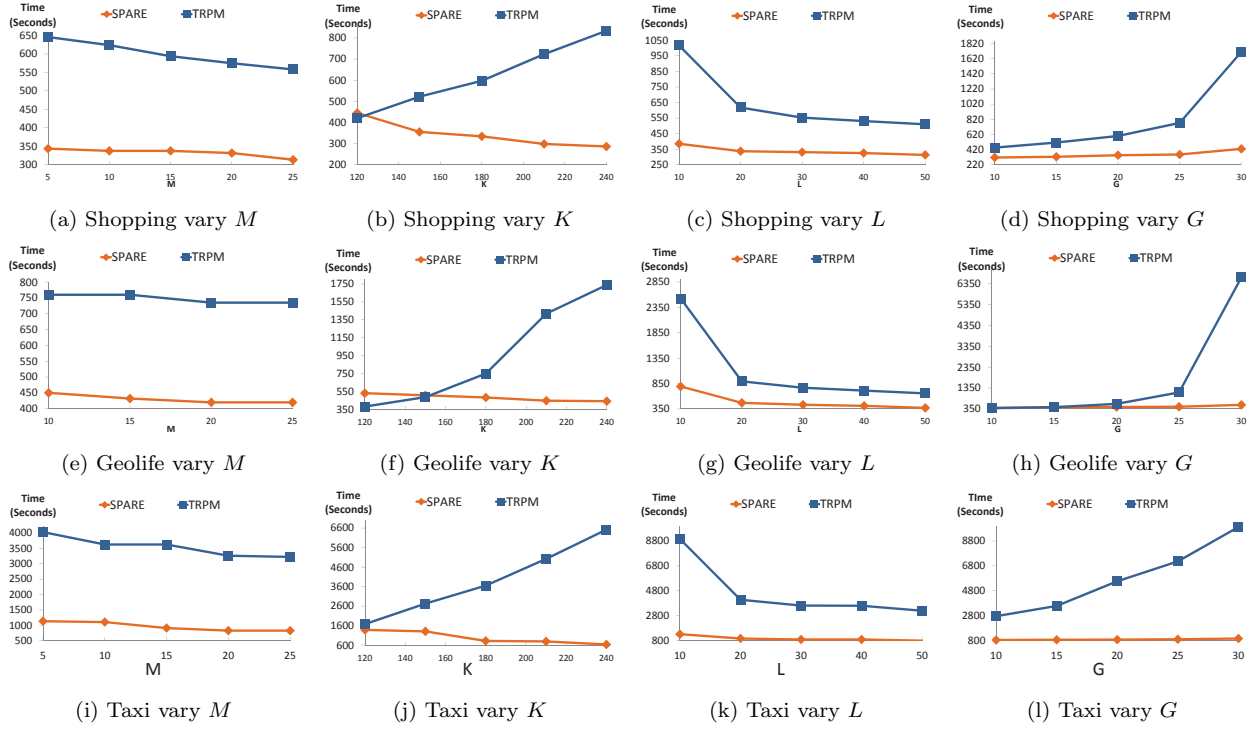 Time
(Seconds)
SPARE
TRPM
650
600
550
500
450
400
350
300
5
10
15
20
25
M
(a) Shopping vary M
Time
(Seconds)
SPARE
TRPM
800
700
600
500
400
300
200
120
140
160
180
200
220
240
K
(b) Shopping vary K
Time
(Seconds)
SPARE
TRPM
1050
950
850
750
650
550
450
350
250
10
20
30
40
50
L
(c) Shopping vary L
Time
(Seconds)
SPARE
TRPM
1820
1620
1420
1220
1020
820
620
420
220
10
15
20
25
30
G
(d) Shopping vary G
Time
(Seconds)
SPARE
TRPM
800
750
700
650
600
550
500
450
400
10
15
20
25
M
(e) Geolife vary M
Time
(Seconds)
SPARE
TRPM
1750
1550
1350
1150
950
750
550
350
120
140
160
180
200
220
240
K
(f) Geolife vary K
Time
(Seconds)
SPARE
TRPM
2850
2350
1850
1350
850
350
10
20
30
40
50
L
(g) Geolife vary L
Time
(Seconds)
SPARE
TRPM
6350
5350
4350
3350
2350
1350
350
10
15
20
25
30
G
(h) Geolife vary G
Time
(Seconds)
SPARE
TRPM
4000
3500
3000
2500
2000
1500
1000
500
5
10
15
20
25
M
(i) Taxi vary M
Time
(Seconds)
SPARE
TRPM
6600
5600
4600
3600
2600
1600
600
120
140
160
180
200
220
240
K
(j) Taxi vary K
Time
(Seconds)
SPARE
TRPM
8800
6800
4800
2800
800
10
20
30
40
50
L
(k) Taxi vary L
TIme
(Seconds)
SPARE
TRPM
8800
6800
4800
2800
800
10
15
20
25
30
G
(l) Taxi vary G